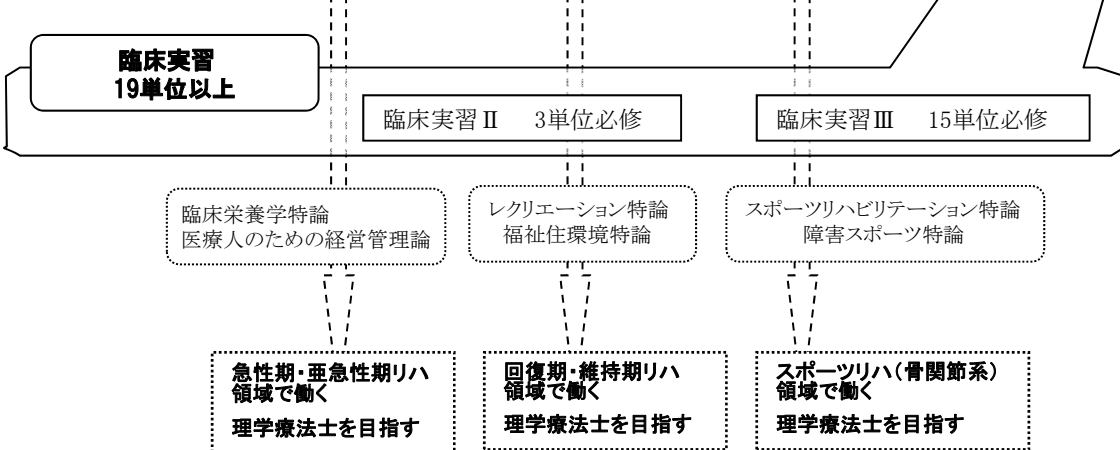 臨床実習
19単位以上
臨床実習Ⅱ 3単位必修
臨床実習Ⅲ 15単位必修
臨床栄養学特論
医療人のための経営管理論
レクリエーション特論
福祉住環境特論
スポーツリハビリテーション特論
障害スポーツ特論
急性期・亜急性期リハ
領域で働く
理学療法士を目指す
回復期・維持期リハ
領域で働く
理学療法士を目指す
スポーツリハ(骨関節系)
領域で働く
理学療法士を目指す